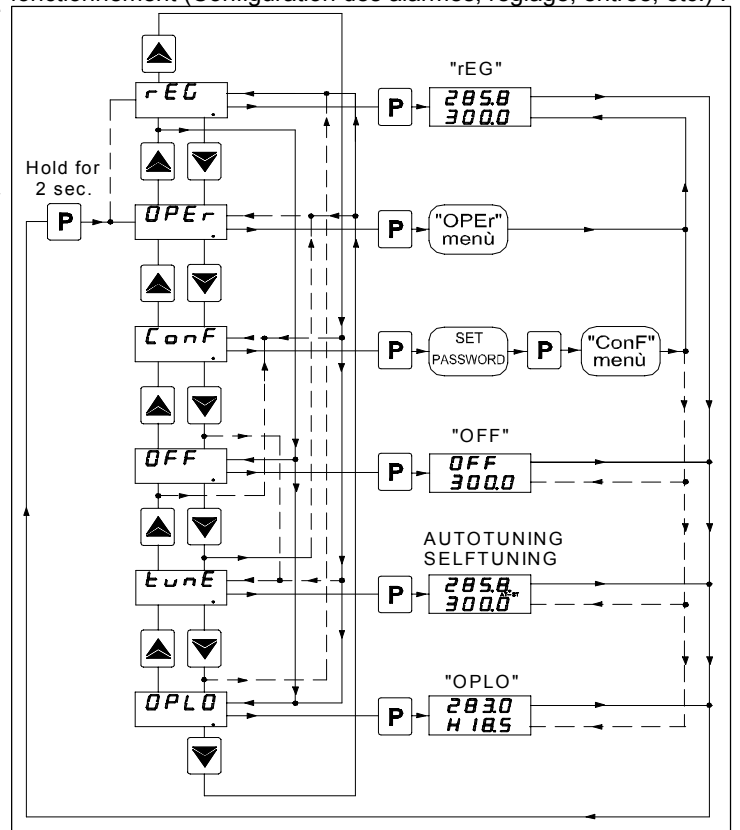 fonctionnement (Configuration des alarmes, réglage, entrée, etc.) :
"rEG"
rEG.
P
285.8
300.0
Hold for
2 sec.
P
OPEr.
P
"OPEr"
menù
ConF.
P
SET
PASSWORD
P
"ConF"
menù
"OFF"
OFF.
P
OFF
300.0
AUTOTUNING
SELFTUNING
tunE.
P
285.8
300.0
"OPLO"
OPLO.
P
283.0
H 18.5